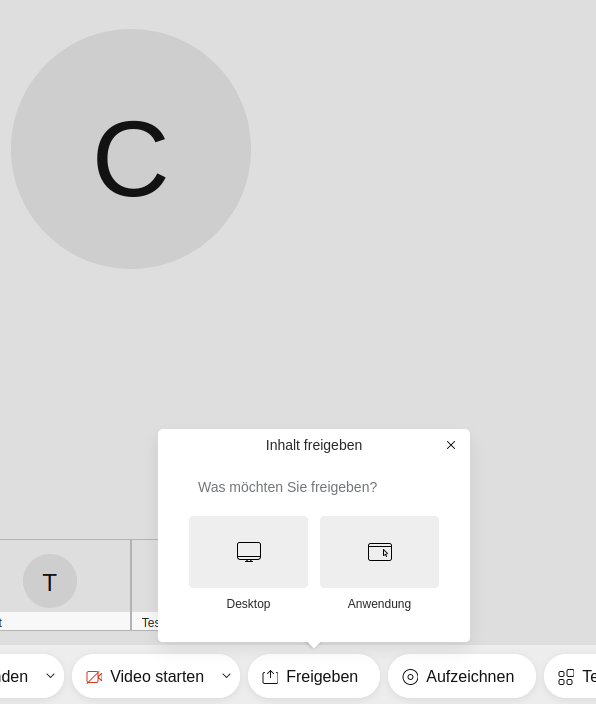 C
Inhalt freigeben
Was möchten Sie freigeben?
Desktop
Anwendung
T
t
Tes
nden
Video starten
Freigeben
Aufzeichnen
Te